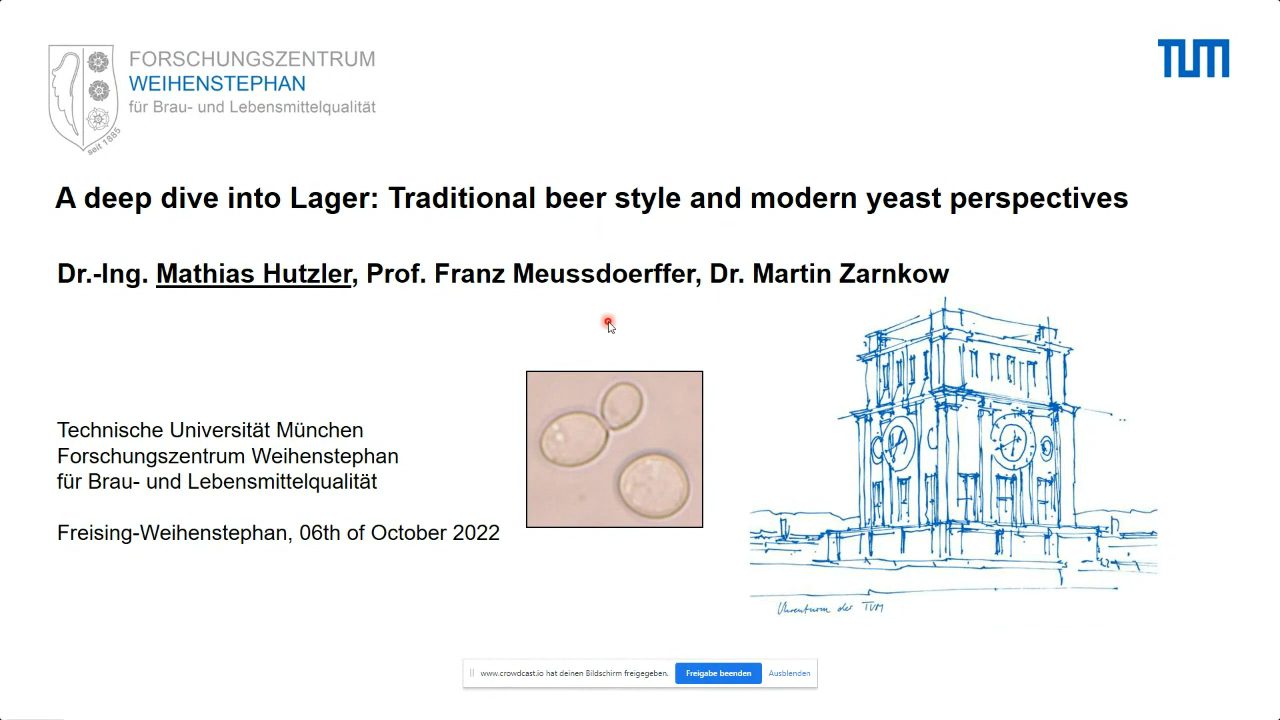 FORSCHUNGSZENTRUM
WEIHENSTEPHAN
für Brau- und Lebensmittelqualität
seit 1885
TUM
A deep dive into Lager: Traditional beer style and modern yeast perspectives
Dr.-Ing. Mathias Hutzler, Prof. Franz Meussdoerffer, Dr. Martin Zarnkow
Technische Universität München
Forschungszentrum Weihenstephan
für Brau- und Lebensmittelqualität
Freising-Weihenstephan, 06th of October 2022
Uhrenturm der TUM
www.crowdcast.io hat deinen Bildschirm freigegeben.
Freigabe beenden
Ausblenden